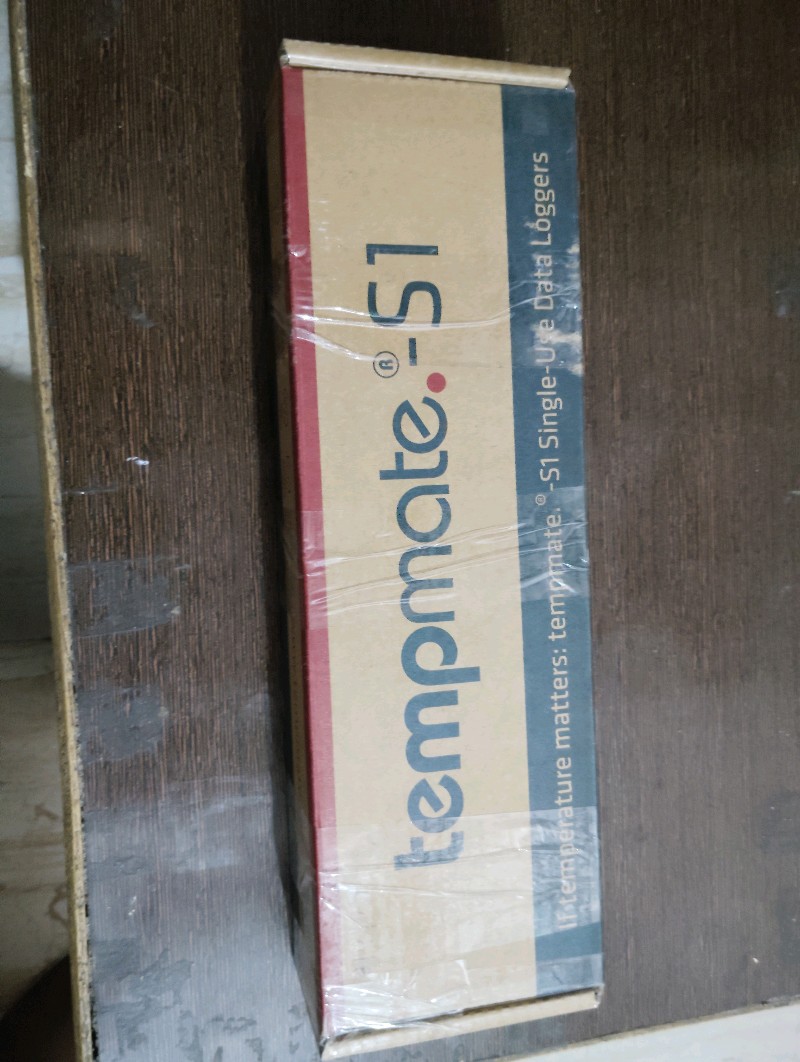 tempmate.®-S1
If temperature matters: tempmate.®-S1 Single-Use Data Loggers